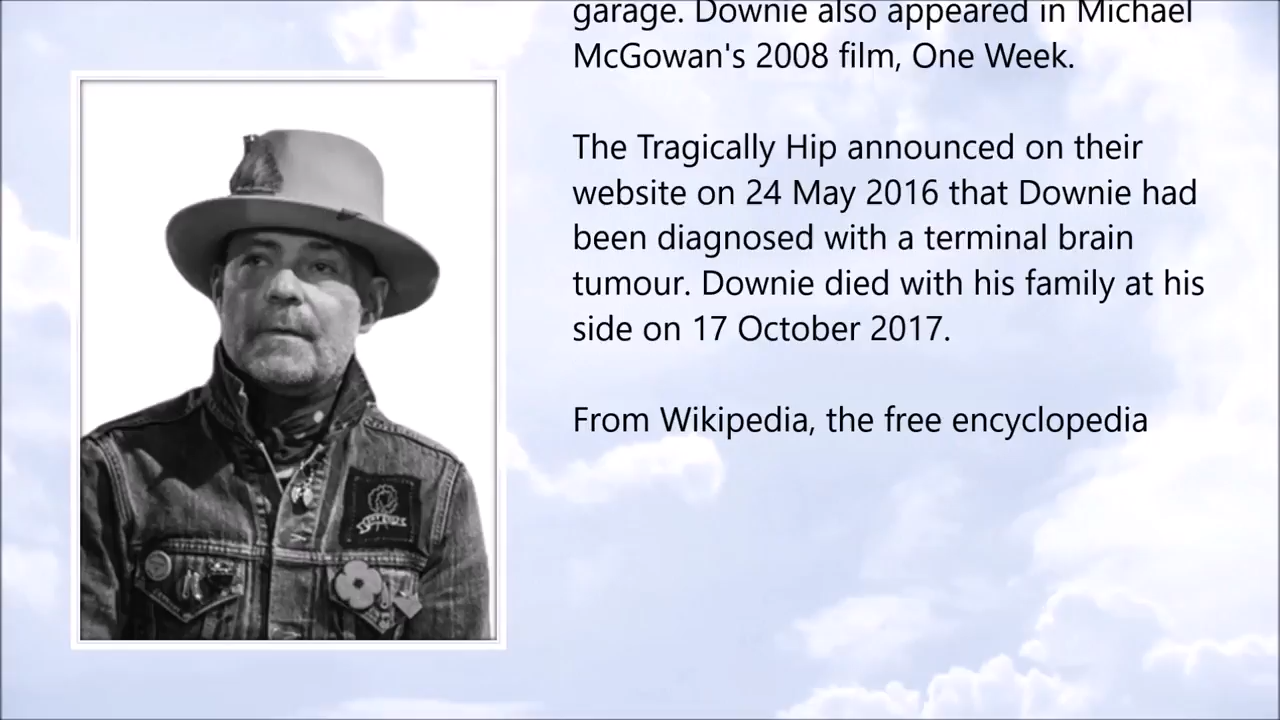 garage. Downie also appeared in Michael
McGowan's 2008 film, One Week.
The Tragically Hip announced on their
website on 24 May 2016 that Downie had
been diagnosed with a terminal brain
tumour. Downie died with his family at his
side on 17 October 2017.
From Wikipedia, the free encyclopedia